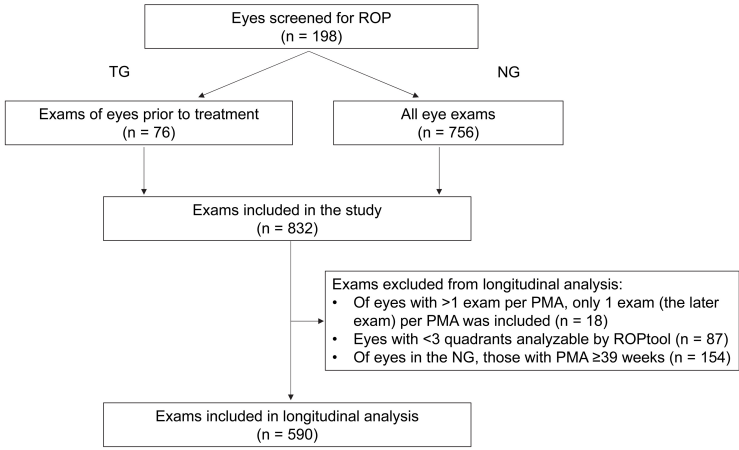 Eyes screened for ROP
(n = 198)
TG
NG
Exams of eyes prior to treatment
(n = 76)
All eye exams
(n = 756)
Exams included in the study
(n = 832)
Exams excluded from longitudinal analysis:
• Of eyes with >1 exam per PMA, only 1 exam (the later
exam) per PMA was included (n = 18)
• Eyes with <3 quadrants analyzable by ROPtool (n = 87)
• Of eyes in the NG, those with PMA ≥39 weeks (n = 154)
Exams included in longitudinal analysis
(n = 590)